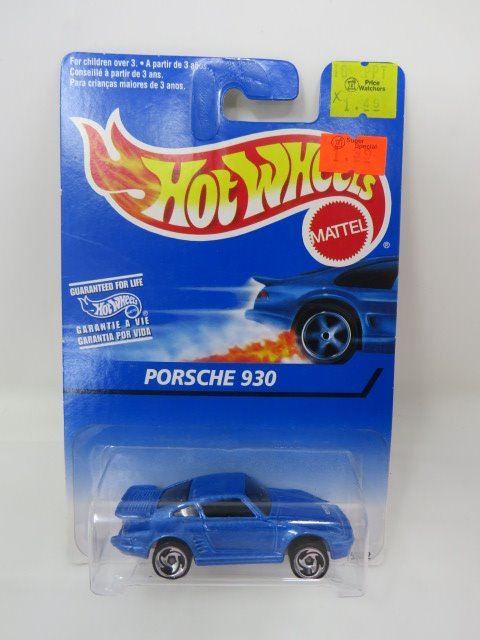 For children over 3. • A partir de 3 años.
Conseillé à partir de 3 ans.
Para crianças maiores de 3 anos.
Price
Watchers
X 1.49
Super
Special
HOT WHEELS
MATTEL
®
GUARANTEED FOR LIFE
Hot Wheels
GARANTIE A VIE
GARANTIA POR VIDA
PORSCHE 930